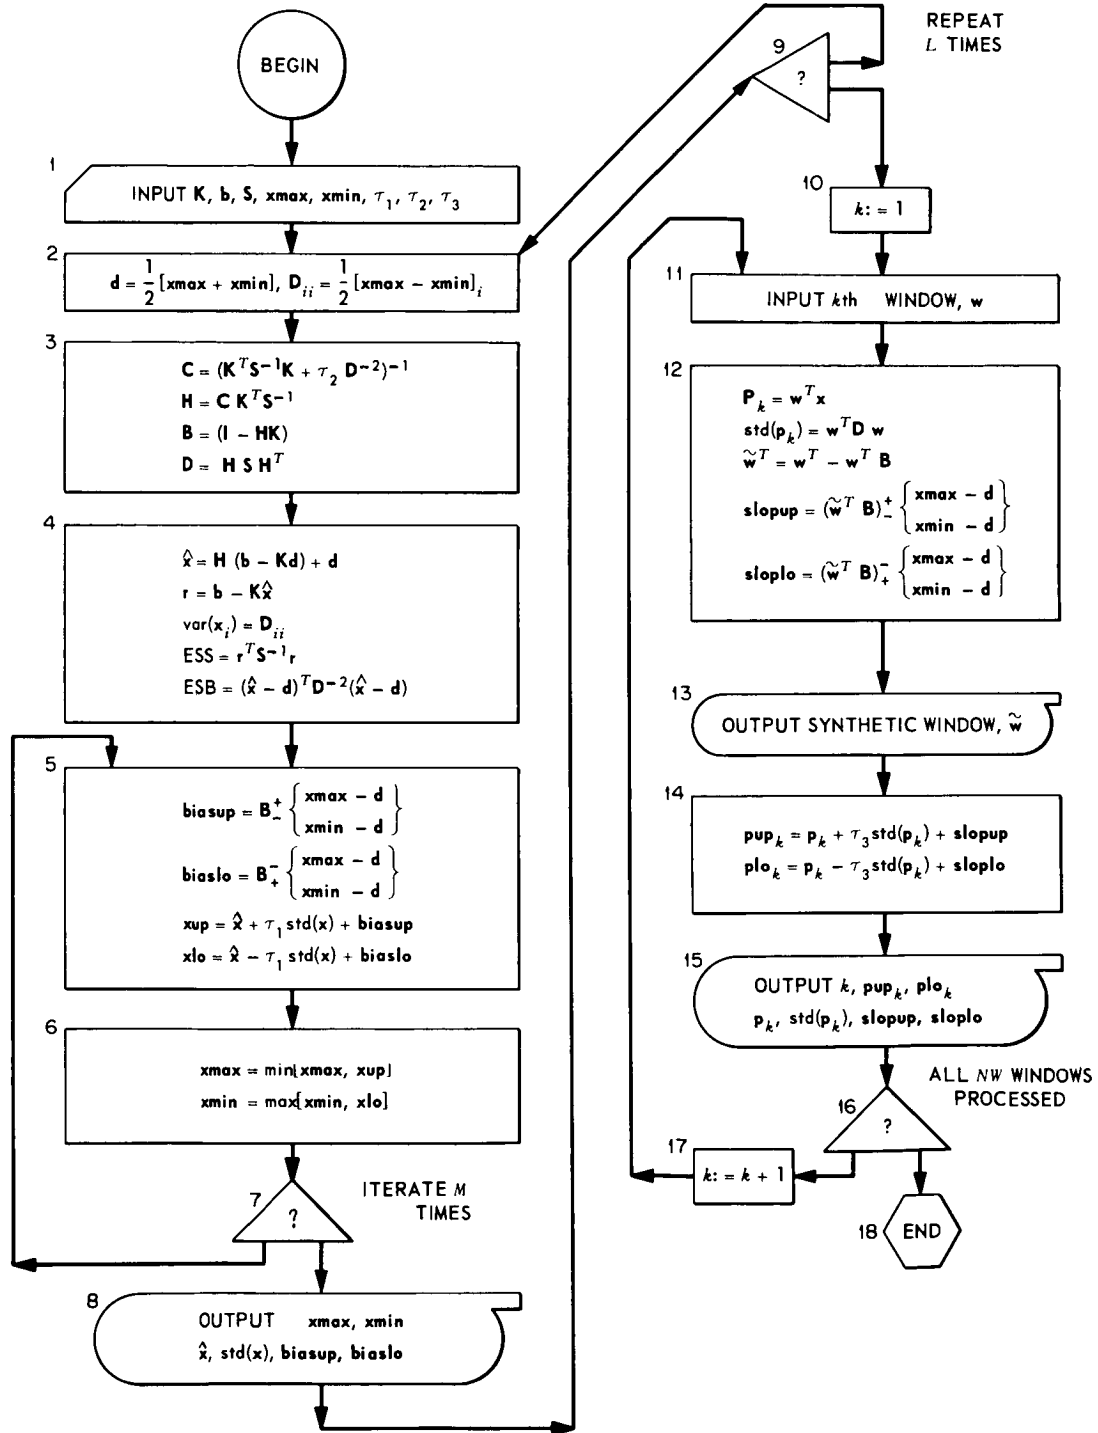 BEGIN
1
INPUT K, b, S, xmax, xmin, τ₁, τ₂, τ₃
2
d = 1/2 [xmax + xmin], Dᵢᵢ = 1/2 [xmax − xmin]ᵢ
3
C = (KᵀS⁻¹K + τ₂ D⁻²)⁻¹
H = C KᵀS⁻¹
B = (I − HK)
D = H S Hᵀ
4
x̂ = H (b − Kd) + d
r = b − Kx̂
var(xᵢ) = Dᵢᵢ
ESS = rᵀS⁻¹r
ESB = (x̂ − d)ᵀD⁻²(x̂ − d)
5
biasup = B⁺₋ {xmax − d
xmin − d}
biaslo = B⁻₊ {xmax − d
xmin − d}
xup = x̂ + τ₁ std(x) + biasup
xlo = x̂ − τ₁ std(x) + biaslo
6
xmax = min[xmax, xup]
xmin = max[xmin, xlo]
7
?
ITERATE M
TIMES
8
OUTPUT xmax, xmin
x̂, std(x), biasup, biaslo
9
?
REPEAT
L TIMES
10
k: = 1
11
INPUT kth WINDOW, w
12
Pₖ = wᵀx
std(pₖ) = wᵀD w
w̃ᵀ = wᵀ − wᵀ B
slopup = (w̃ᵀ B)⁺₋ {xmax − d
xmin − d}
sloplo = (w̃ᵀ B)⁻₊ {xmax − d
xmin − d}
13
OUTPUT SYNTHETIC WINDOW, w̃
14
pupₖ = pₖ + τ₃ std(pₖ) + slopup
ploₖ = pₖ − τ₃ std(pₖ) + sloplo
15
OUTPUT k, pupₖ, ploₖ
pₖ, std(pₖ), slopup, sloplo
16
?
ALL NW WINDOWS
PROCESSED
17
k: = k + 1
18
END